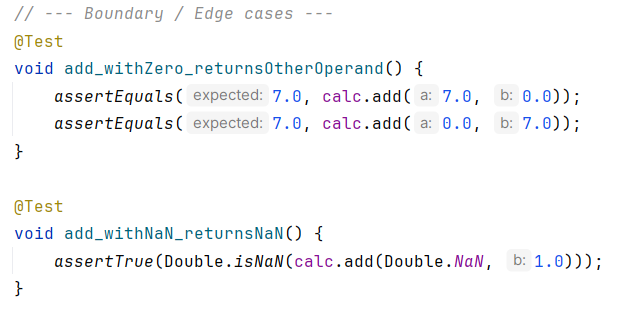 // --- Boundary / Edge cases ---
@Test
void add_withZero_returnsOtherOperand() {
    assertEquals( expected: 7.0, calc.add( a: 7.0, b: 0.0));
    assertEquals( expected: 7.0, calc.add( a: 0.0, b: 7.0));
}

@Test
void add_withNaN_returnsNaN() {
    assertTrue(Double.isNaN(calc.add(Double.NaN, b: 1.0)));
}